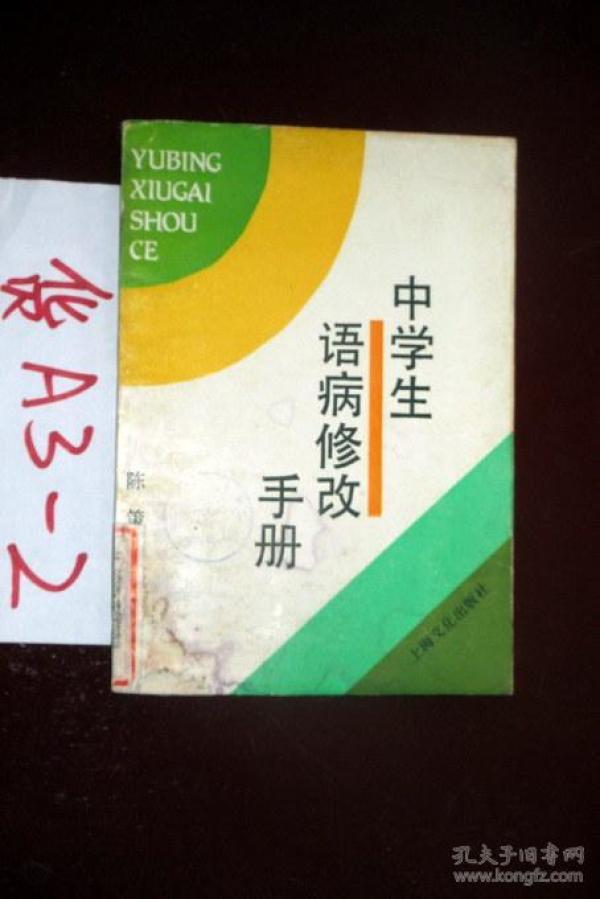 YUBING
XIUGAI
SHOU
CE
中学生
语病修改
手册
陈
上海文化出版社
A3-2
孔夫子旧书网
www.kongfz.com